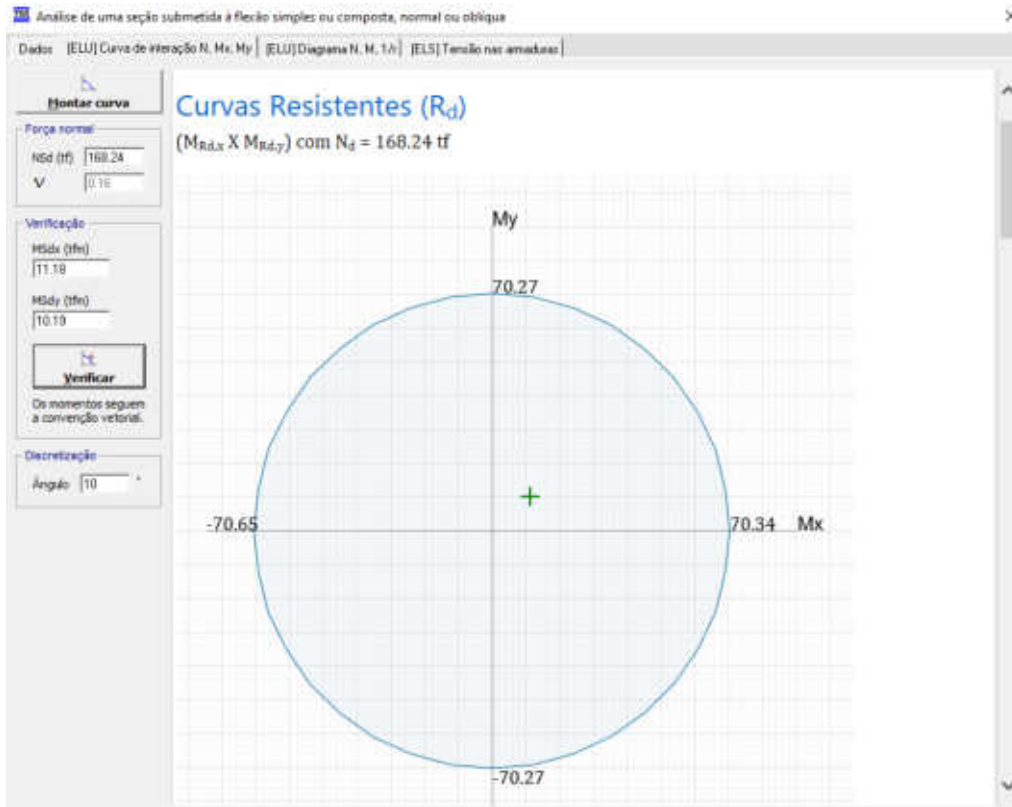 Análise de uma seção submetida à flexão simples ou composta, normal ou oblíqua
Dados [ELU] Curva de interação N, Mx, My [ELU] Diagrama N, M, 1/r [ELS] Tensão nas armaduras
Montar curva
Força normal
NSd (tf) 168.24
V 0.16
Verificação
MSdx (tfm)
11.18
MSdy (tfm)
10.19
Verificar
Os momentos seguem
a convenção vetorial.
Discretização
Ângulo 10 °
Curvas Resistentes (Rd)
(MRd,x X MRd,y) com Nd = 168.24 tf
My
70.27
-70.65
70.34 Mx
-70.27